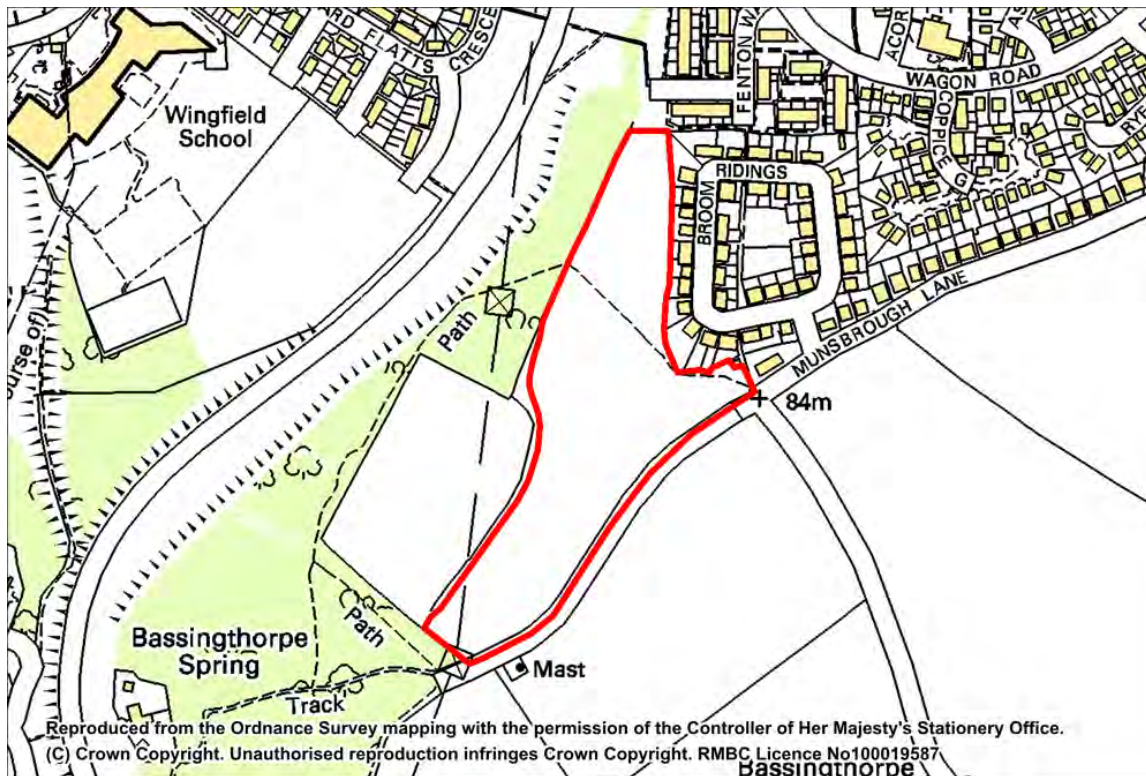 FLATTS CRESCE
FENTON WA
ACOR
WAGON ROAD
COPPICE G
Wingfield
School
RIDINGS
BROOM
MUNSBROUGH LANE
84m
Path
Path
Bassingthorpe
Spring
Mast
Track
Reproduced from the Ordnance Survey mapping with the permission of the Controller of Her Majesty's Stationery Office.
(C) Crown Copyright. Unauthorised reproduction infringes Crown Copyright. RMBC Licence No100019587
Bassingthorpe